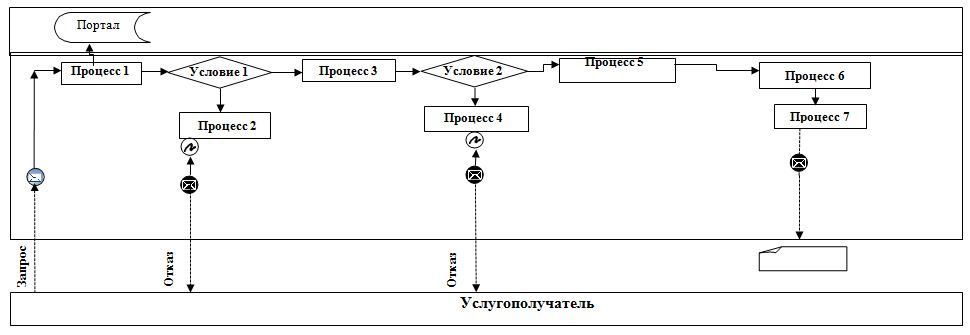 Портал
Процесс 1
Условие 1
Процесс 3
Условие 2
Процесс 5
Процесс 6
Процесс 2
Процесс 4
Процесс 7
Запрос
Отказ
Отказ
Услугополучатель